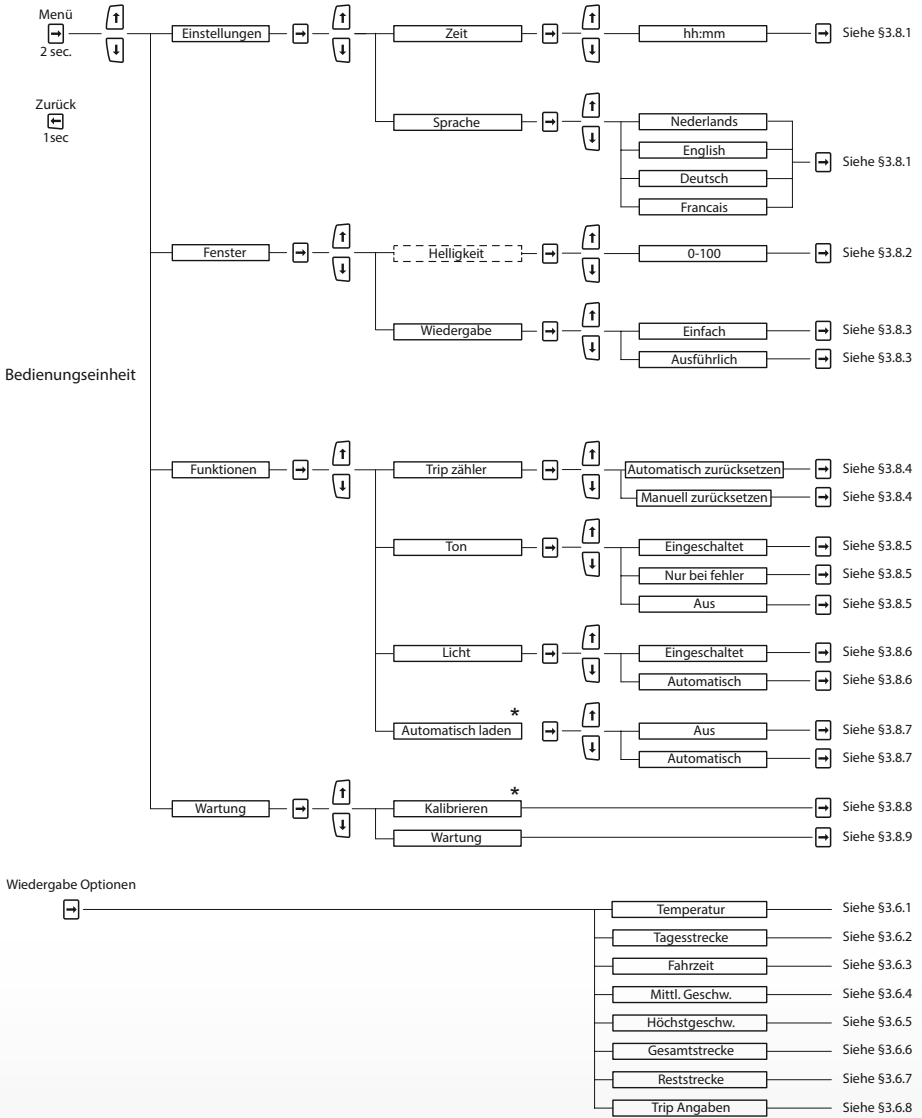 Menü
2 sec.
Zurück
1sec
Einstellungen
Zeit
hh:mm
Siehe §3.8.1
Sprache
Nederlands
English
Deutsch
Francais
Siehe §3.8.1
Fenster
Helligkeit
0-100
Siehe §3.8.2
Wiedergabe
Einfach
Siehe §3.8.3
Ausführlich
Siehe §3.8.3
Bedienungseinheit
Funktionen
Trip zähler
Automatisch zurücksetzen
Siehe §3.8.4
Manuell zurücksetzen
Siehe §3.8.4
Ton
Eingeschaltet
Siehe §3.8.5
Nur bei fehler
Siehe §3.8.5
Aus
Siehe §3.8.5
Licht
Eingeschaltet
Siehe §3.8.6
Automatisch
Siehe §3.8.6
*
Automatisch laden
Aus
Siehe §3.8.7
Automatisch
Siehe §3.8.7
Wartung
*
Kalibrieren
Siehe §3.8.8
Wartung
Siehe §3.8.9
Wiedergabe Optionen
Temperatur
Siehe §3.6.1
Tagesstrecke
Siehe §3.6.2
Fahrzeit
Siehe §3.6.3
Mittl. Geschw.
Siehe §3.6.4
Höchstgeschw.
Siehe §3.6.5
Gesamtstrecke
Siehe §3.6.6
Reststrecke
Siehe §3.6.7
Trip Angaben
Siehe §3.6.8